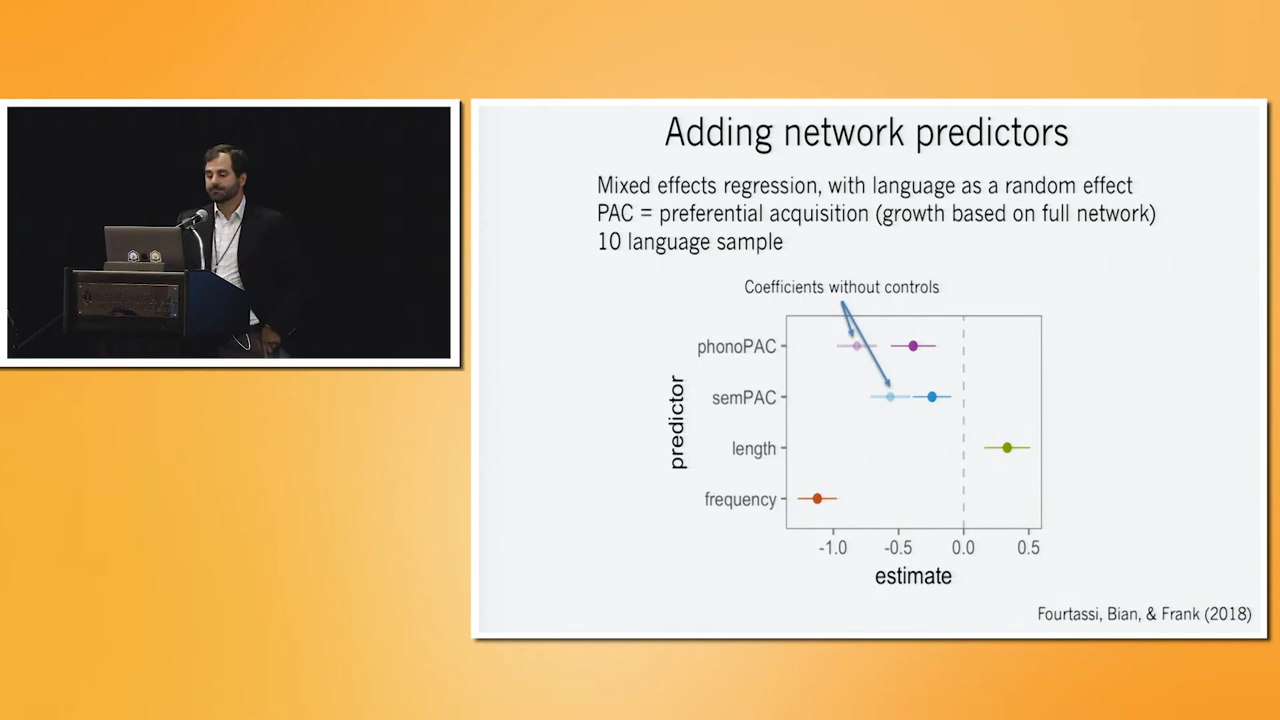 Adding network predictors
Mixed effects regression, with language as a random effect
PAC = preferential acquisition (growth based on full network)
10 language sample
Coefficients without controls
phonoPAC
semPAC
length
frequency
predictor
-1.0 -0.5 0.0 0.5
estimate
Fourtassi, Bian, & Frank (2018)